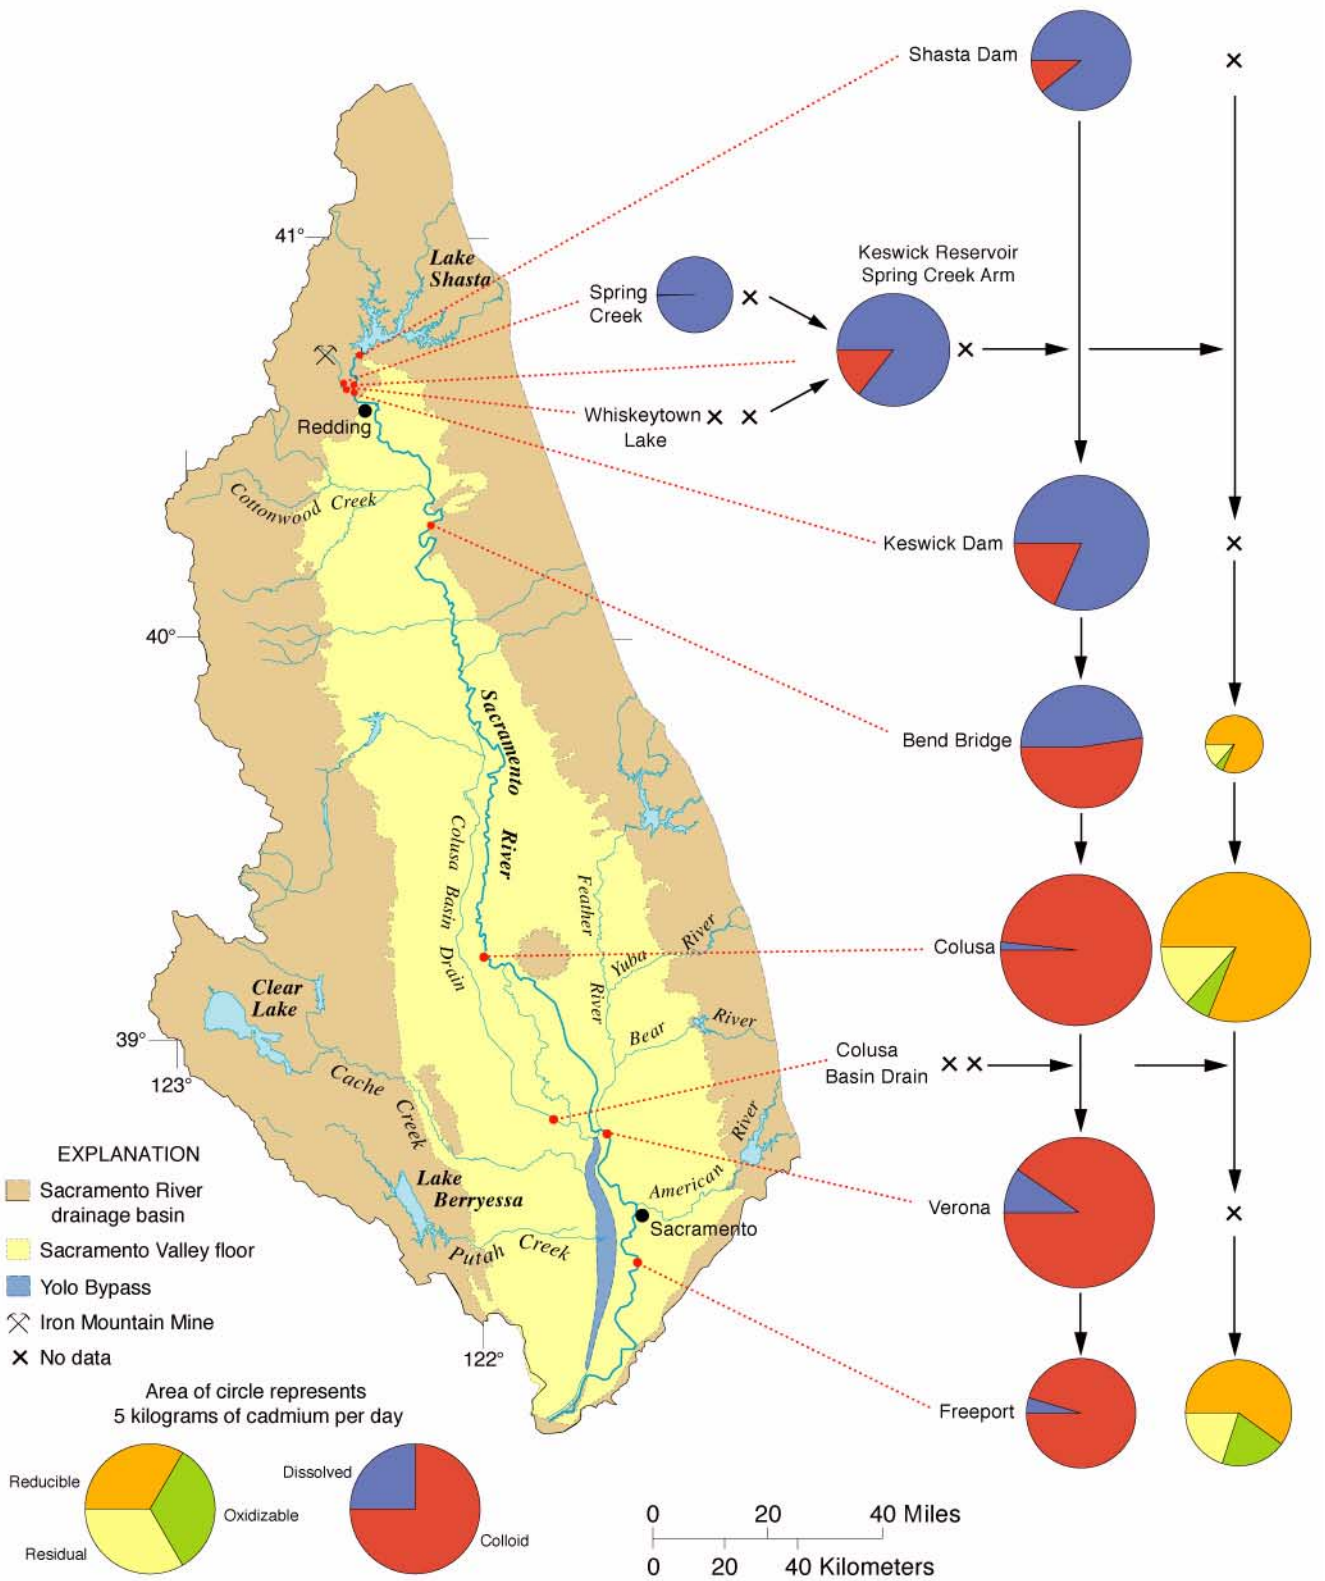 Shasta Dam
41°
Lake
Shasta
Keswick Reservoir
Spring Creek Arm
Spring
Creek
Whiskeytown
Lake
Redding
Cottonwood Creek
Keswick Dam
40°
Sacramento
River
Bend Bridge
Colusa Basin Drain
Feather
River
Yuba
River
Colusa
Clear
Lake
Bear
River
39°
123°
Colusa
Basin Drain
Cache
Creek
River
American
EXPLANATION
Sacramento River
drainage basin
Sacramento Valley floor
Yolo Bypass
Iron Mountain Mine
No data
Lake
Berryessa
Putah Creek
Sacramento
Verona
122°
Area of circle represents
5 kilograms of cadmium per day
Freeport
Reducible
Oxidizable
Residual
Dissolved
Colloid
0 20 40 Miles
0 20 40 Kilometers